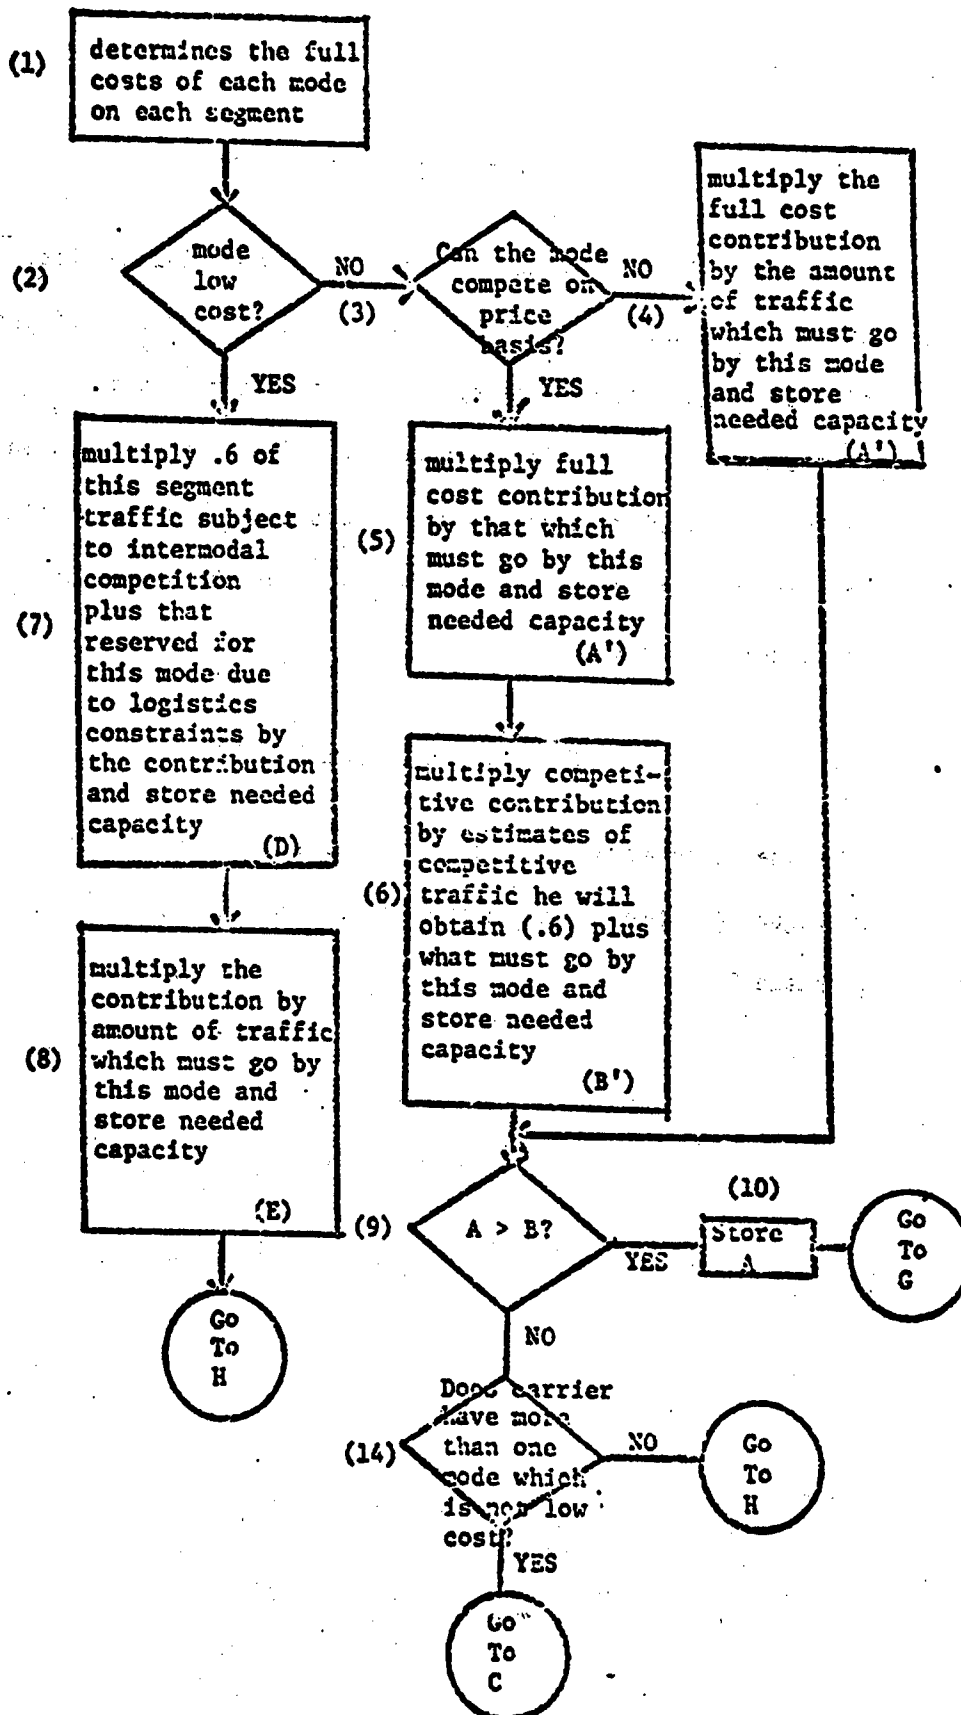 (1)
determines the full
costs of each mode
on each segment
(2)
mode
low
cost?
NO
(3)
Can the mode
compete on
price
basis?
NO
(4)
multiply the
full cost
contribution
by the amount
of traffic
which must go
by this mode
and store
needed capacity
(A')
YES
YES
(7)
multiply .6 of
this segment
traffic subject
to intermodal
competition
plus that
reserved for
this mode due
to logistics
constraints by
the contribution
and store needed
capacity
(D)
(5)
multiply full
cost contribution
by that which
must go by this
mode and store
needed capacity
(A')
(6)
multiply competi-
tive contribution
by estimates of
competitive
traffic he will
obtain (.6) plus
what must go by
this mode and
store needed
capacity
(B')
(8)
multiply the
contribution by
amount of traffic
which must go by
this mode and
store needed
capacity
(E)
Go
To
H
(9)
A > B?
YES
(10)
Store
A
Go
To
G
NO
(14)
Does carrier
have more
than one
mode which
is not low
cost?
NO
Go
To
H
YES
Go
To
C